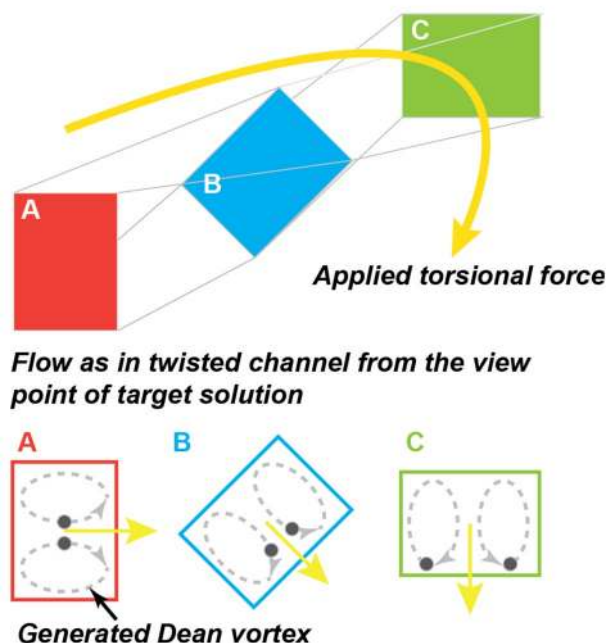 C
B
A
Applied torsional force
Flow as in twisted channel from the view
point of target solution
A
B
C
Generated Dean vortex